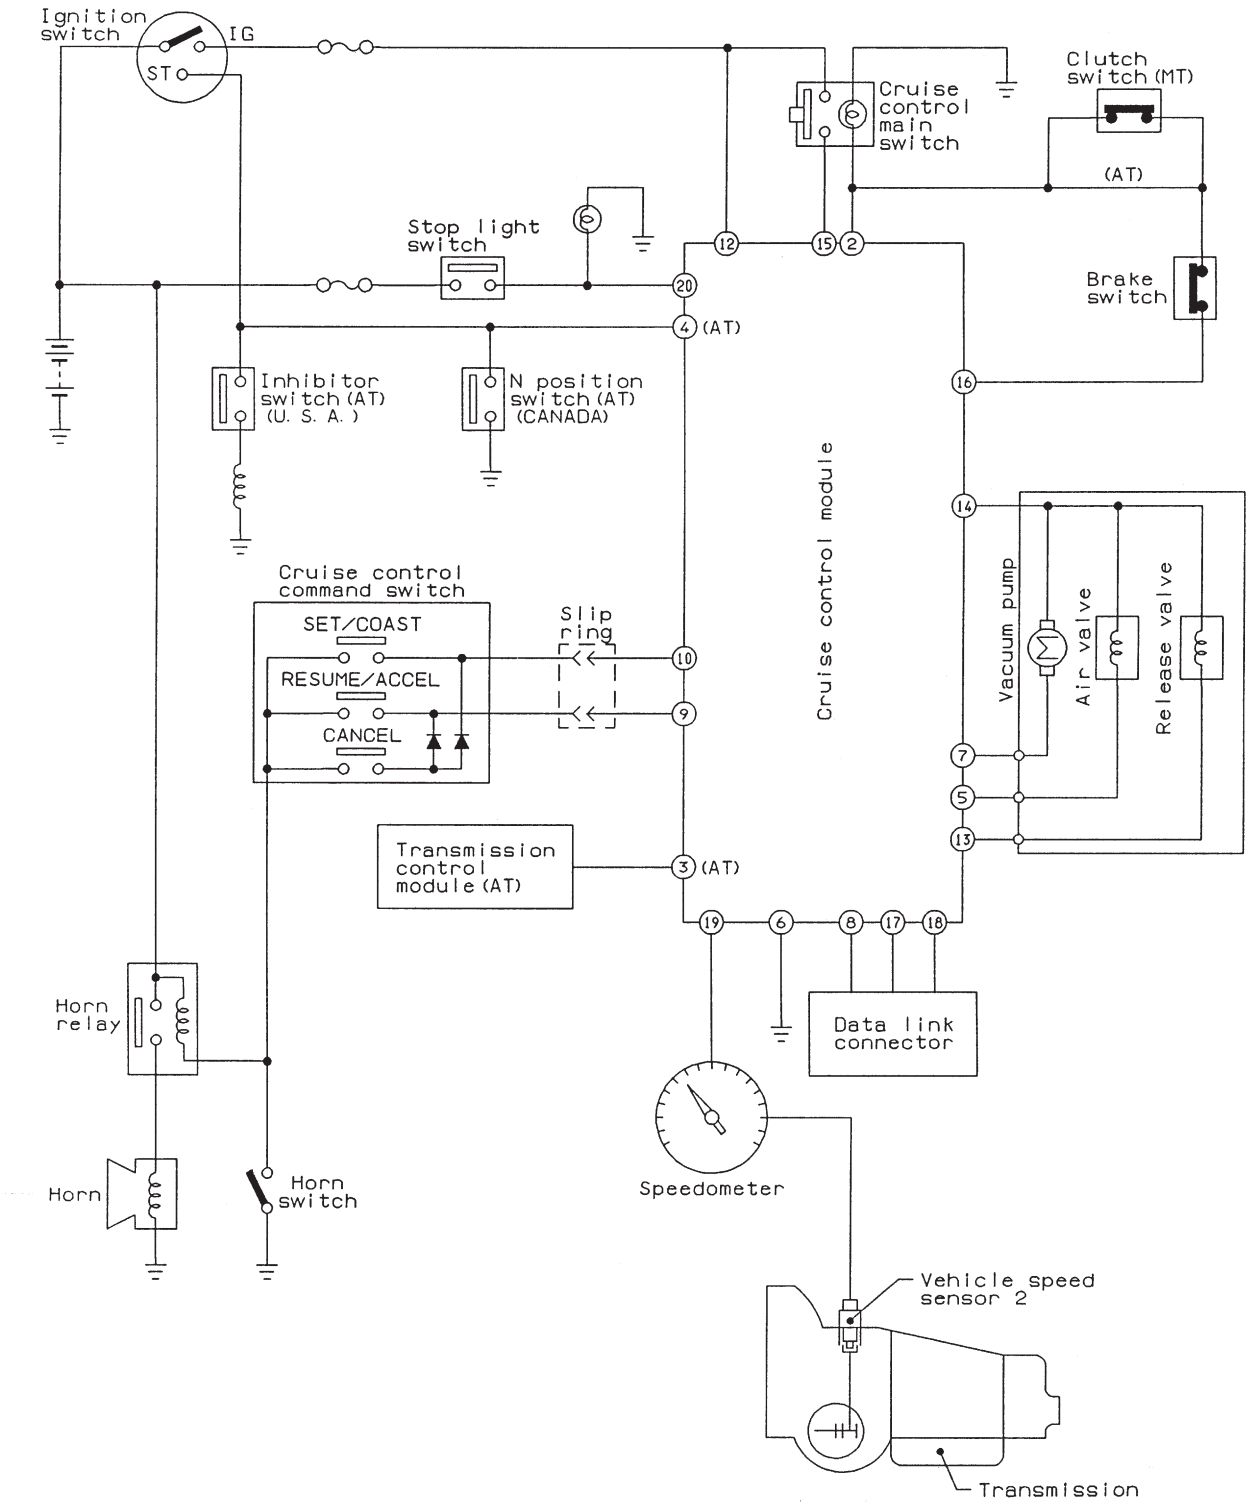 Ignition
switch
IG
ST
Clutch
switch (MT)
Cruise
control
main
switch
(AT)
Stop light
switch
12
15
2
Brake
switch
20
4
(AT)
Inhibitor
switch (AT)
(U. S. A. )
N position
switch (AT)
(CANADA)
16
Cruise control module
14
Vacuum pump
Air valve
Release valve
Cruise control
command switch
SET/COAST
RESUME/ACCEL
CANCEL
Slip
ring
10
9
7
5
13
Transmission
control
module (AT)
3
(AT)
19
6
8
17
18
Horn
relay
Data link
connector
Horn
Horn
switch
Speedometer
Vehicle speed
sensor 2
Transmission